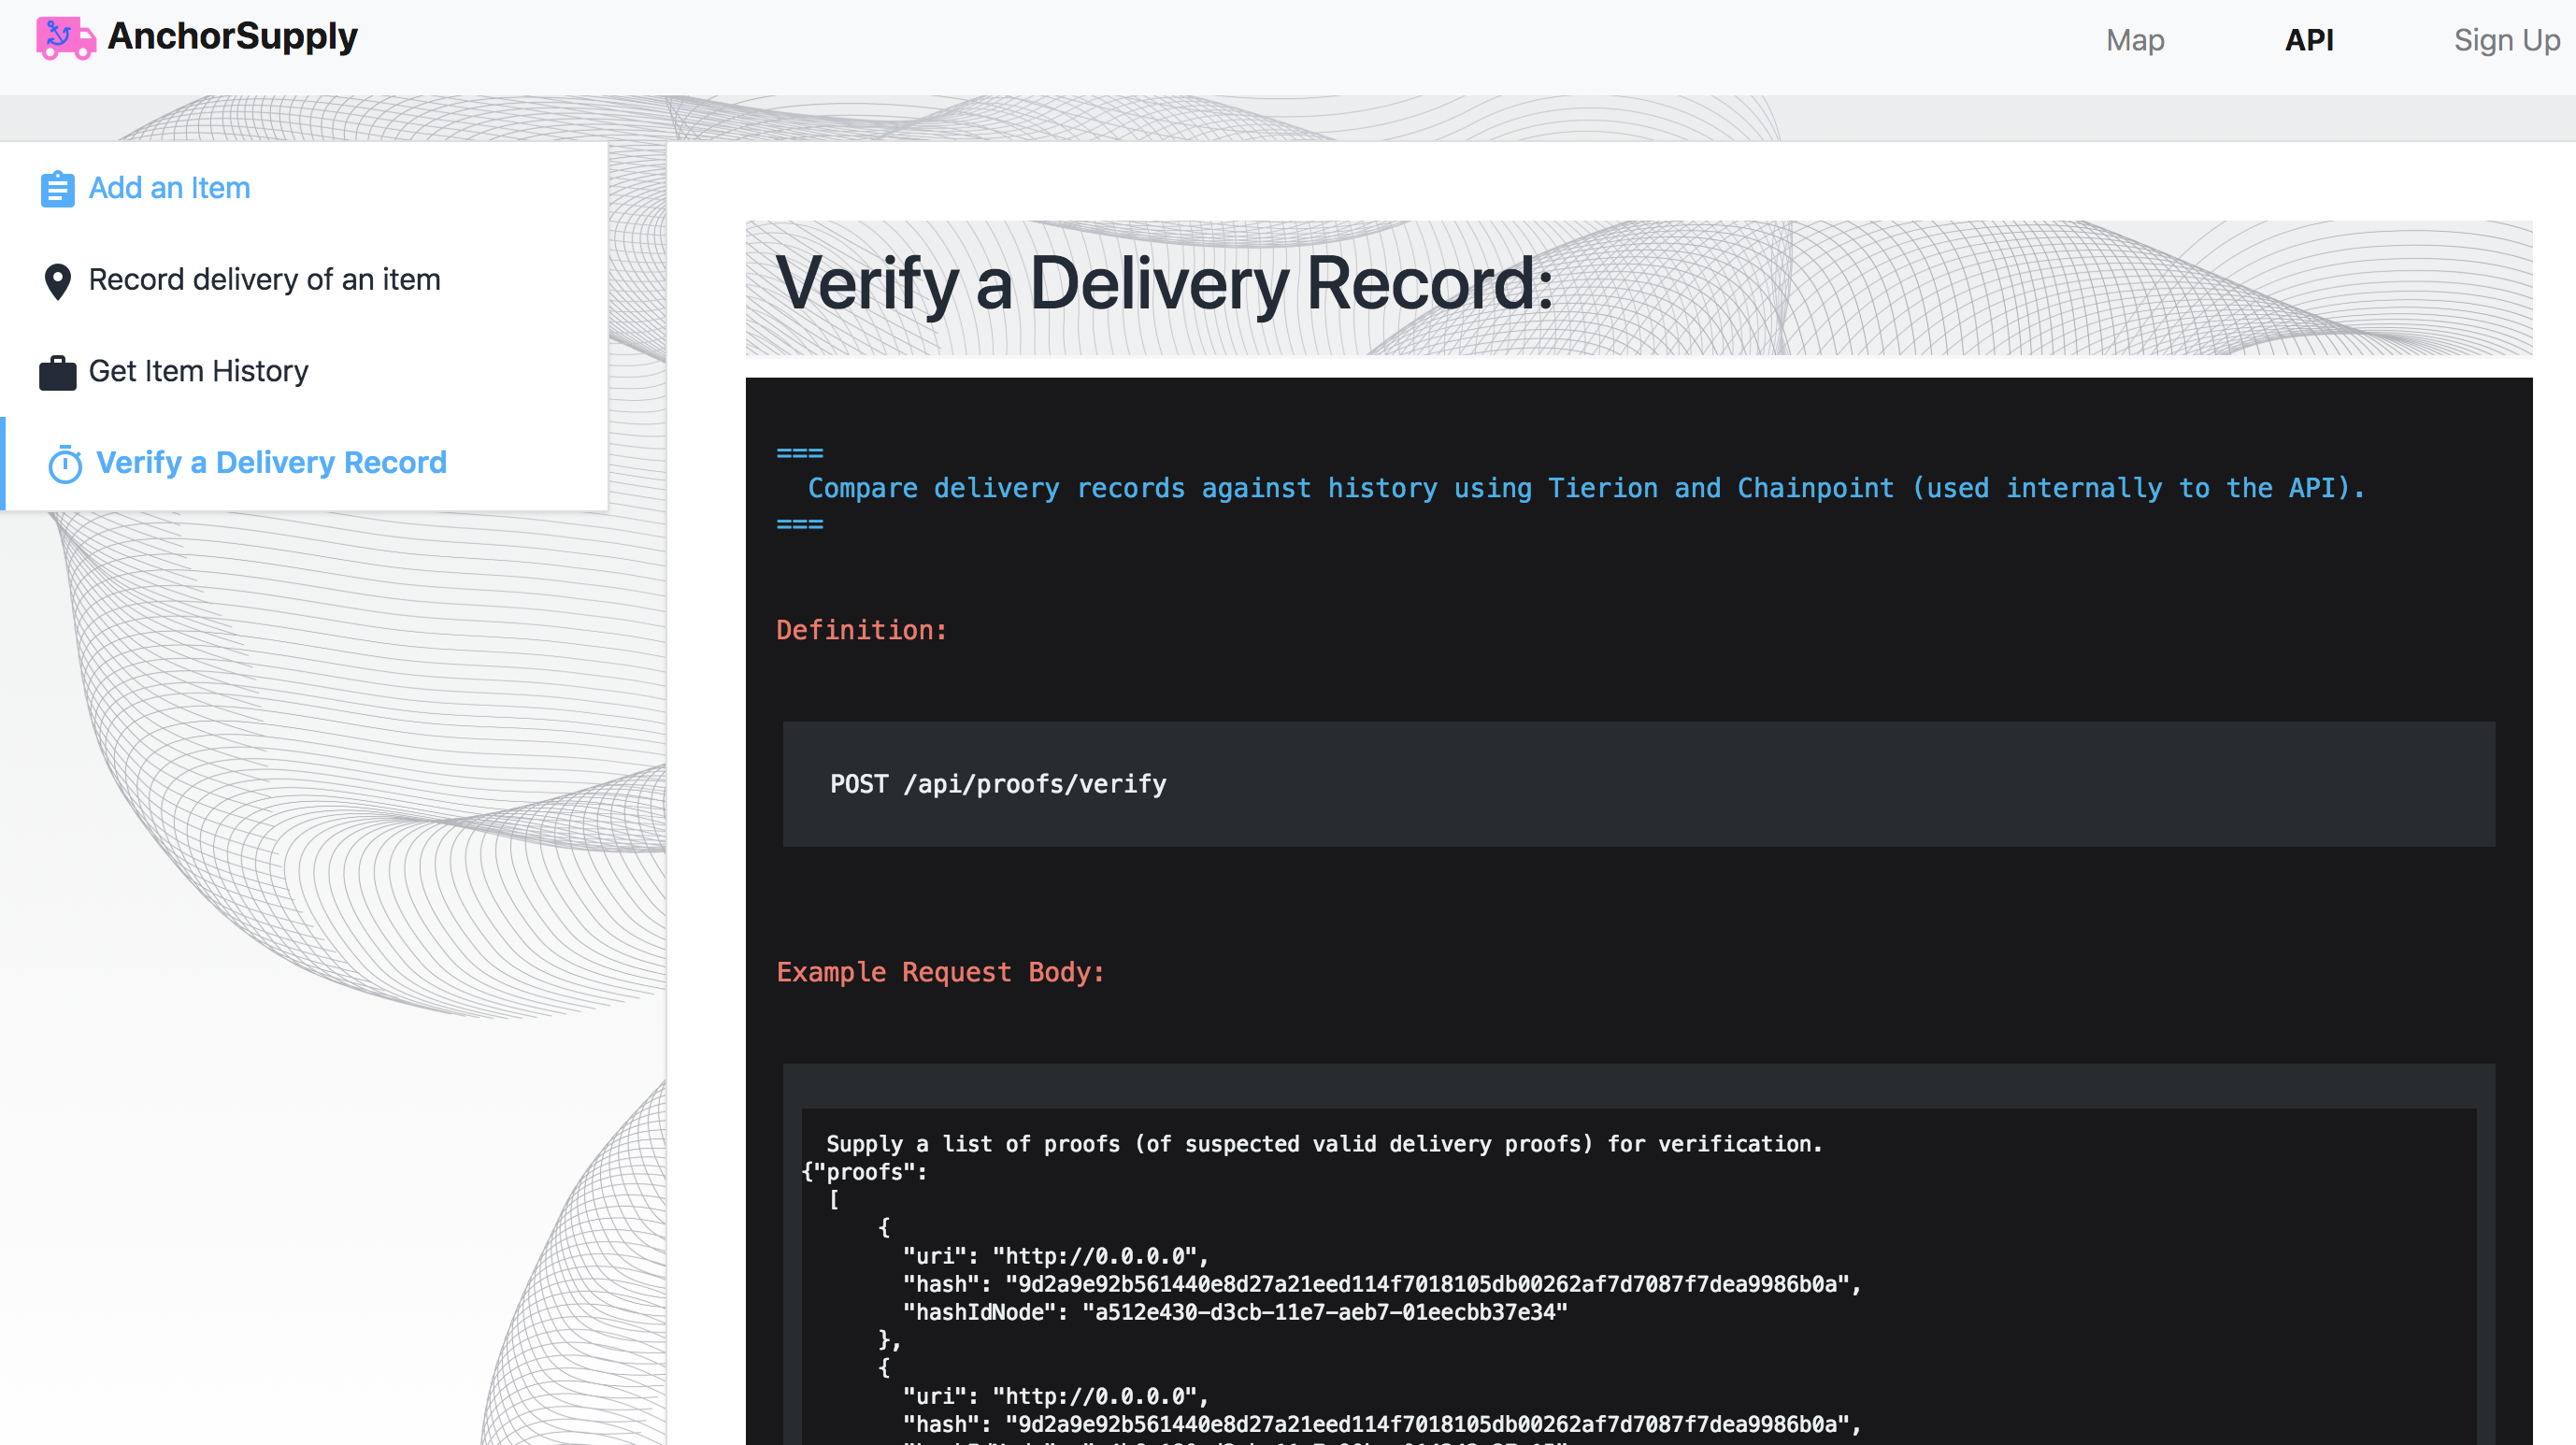 AnchorSupply
Map
API
Sign Up
Add an Item
Record delivery of an item
Get Item History
Verify a Delivery Record
Verify a Delivery Record:
===
Compare delivery records against history using Tierion and Chainpoint (used internally to the API).
===
Definition:
POST /api/proofs/verify
Example Request Body:
Supply a list of proofs (of suspected valid delivery proofs) for verification.
{"proofs":
[
{
"uri": "http://0.0.0.0",
"hash": "9d2a9e92b561440e8d27a21eed114f7018105db00262af7d7087f7dea9986b0a",
"hashIdNode": "a512e430-d3cb-11e7-aeb7-01eecbb37e34"
},
{
"uri": "http://0.0.0.0",
"hash": "9d2a9e92b561440e8d27a21eed114f7018105db00262af7d7087f7dea9986b0a",